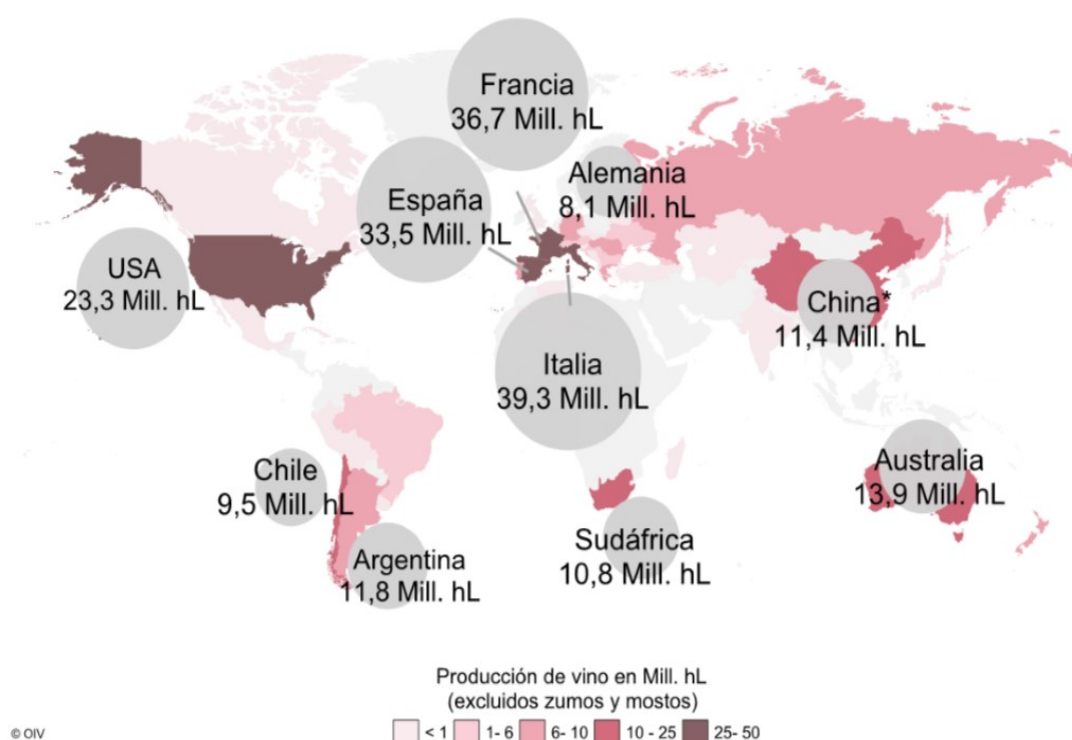 Francia
36,7 Mill. hL
España
33,5 Mill. hL
Alemania
8,1 Mill. hL
USA
23,3 Mill. hL
China*
11,4 Mill. hL
Italia
39,3 Mill. hL
Chile
9,5 Mill. hL
Australia
13,9 Mill. hL
Argentina
11,8 Mill. hL
Sudáfrica
10,8 Mill. hL
Producción de vino en Mill. hL
(excluidos zumos y mostos)
< 1 1- 6 6- 10 10 - 25 25- 50
© OIV